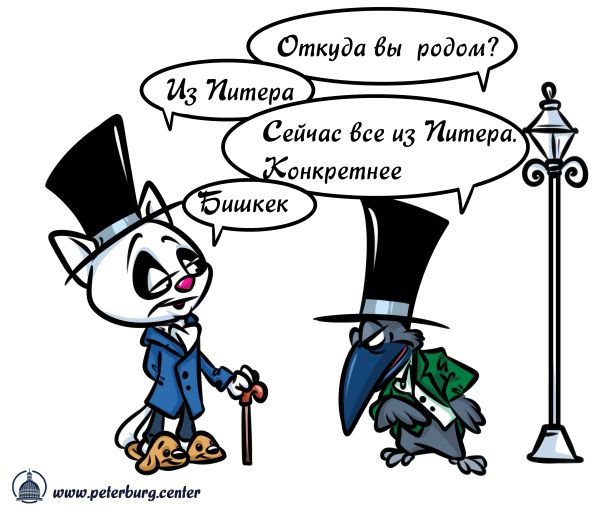 Откуда вы родом?
Из Питера
Сейчас все из Питера.
Конкретнее
Бишкек
www.peterburg.center